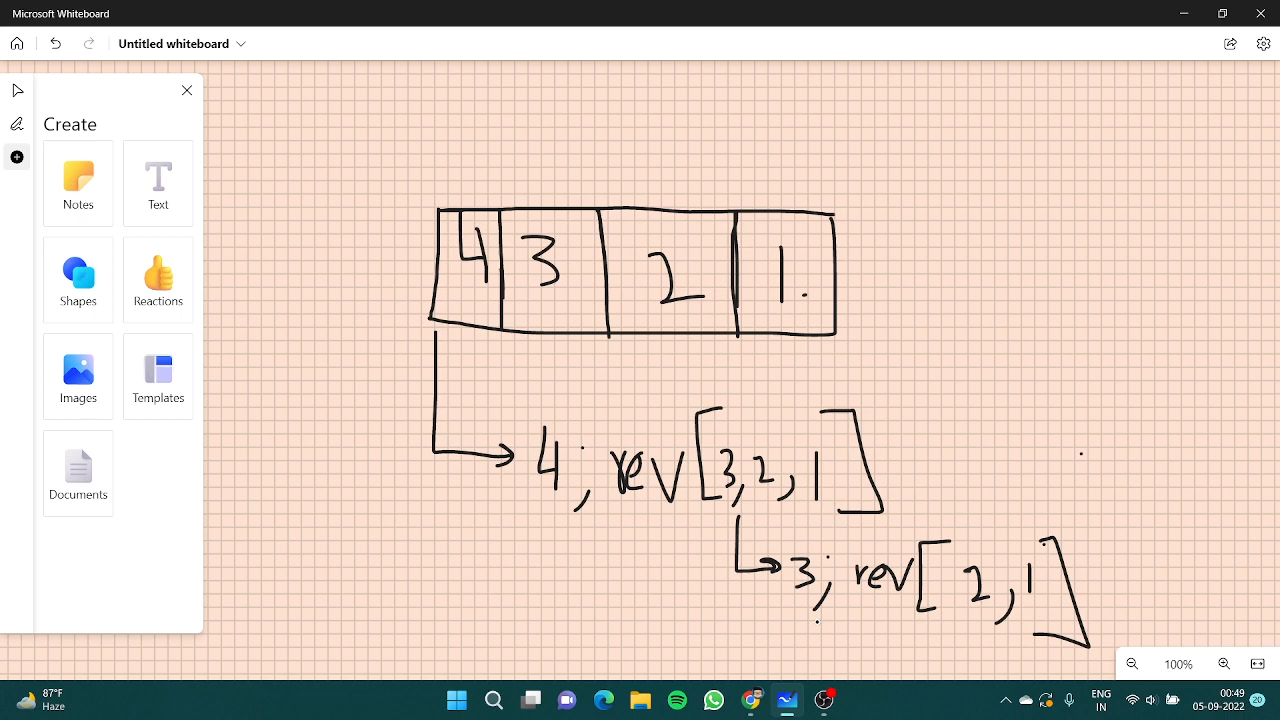 Microsoft Whiteboard
Untitled whiteboard
Create
Notes
Text
Shapes
Reactions
Images
Templates
Documents
4 3 2 1.
4; rev[3,2,1]
3; rev[2,1]
100%
87°F
Haze
ENG
IN
00:49
05-09-2022
20